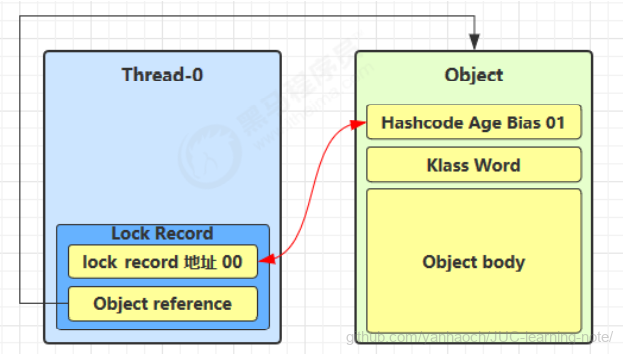 Thread-0
Lock Record
lock record 地址 00
Object reference
Object
Hashcode Age Bias 01
Klass Word
Object body
github.com/yanhaoch/JUC-learning-note/